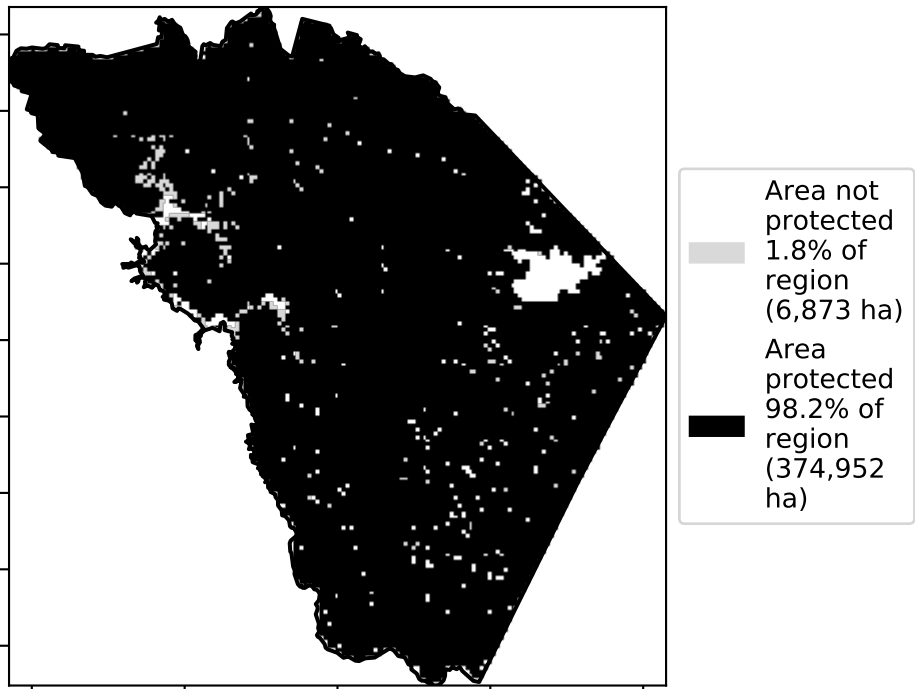 Area not
protected
1.8% of
region
(6,873 ha)
Area
protected
98.2% of
region
(374,952
ha)